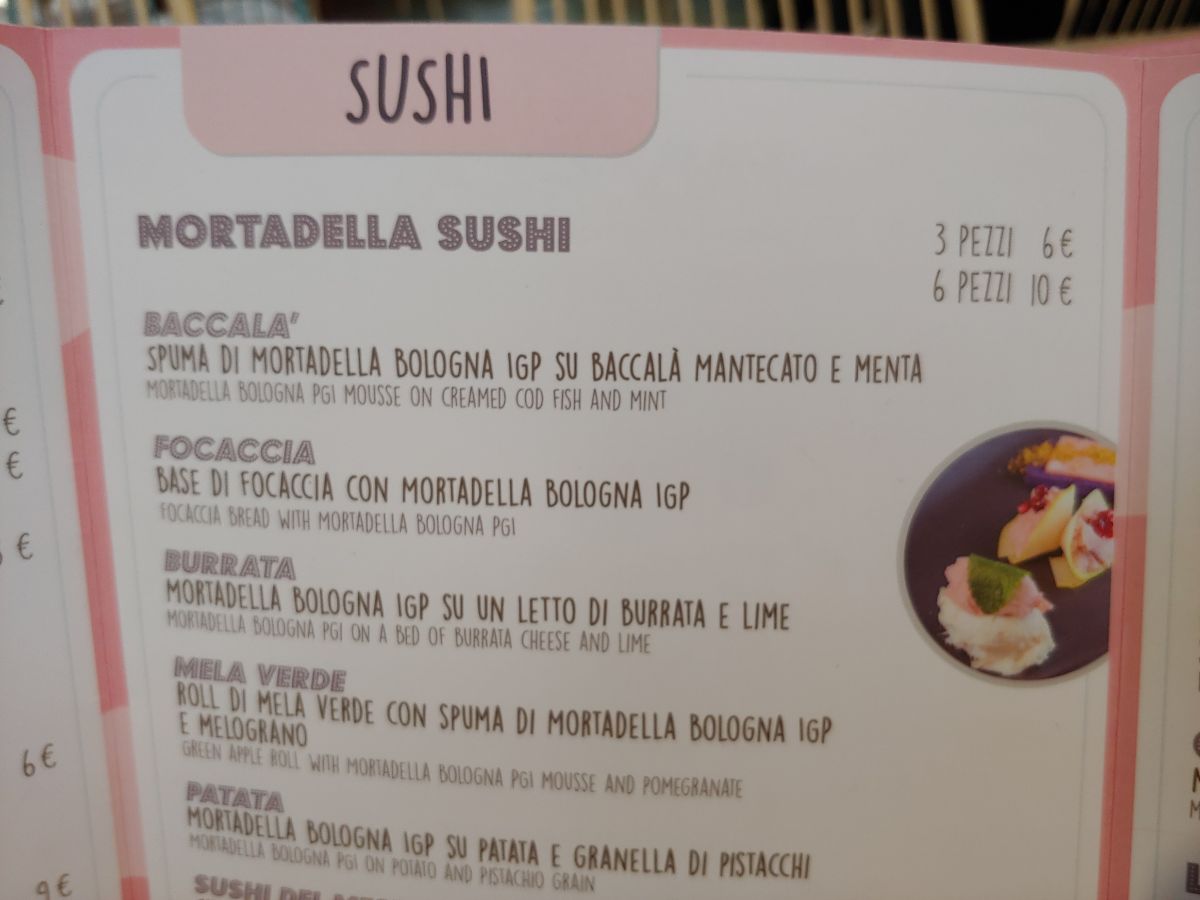 SUSHI
MORTADELLA SUSHI
3 PEZZI 6€
6 PEZZI 10€
BACCALA'
SPUMA DI MORTADELLA BOLOGNA IGP SU BACCALÀ MANTECATO E MENTA
MORTADELLA BOLOGNA PGI MOUSSE ON CREAMED COD FISH AND MINT
FOCACCIA
BASE DI FOCACCIA CON MORTADELLA BOLOGNA IGP
FOCACCIA BREAD WITH MORTADELLA BOLOGNA PGI
BURRATA
MORTADELLA BOLOGNA IGP SU UN LETTO DI BURRATA E LIME
MORTADELLA BOLOGNA PGI ON A BED OF BURRATA CHEESE AND LIME
MELA VERDE
ROLL DI MELA VERDE CON SPUMA DI MORTADELLA BOLOGNA IGP
E MELOGRANO
GREEN APPLE ROLL WITH MORTADELLA BOLOGNA PGI MOUSSE AND POMEGRANATE
PATATA
MORTADELLA BOLOGNA IGP SU PATATA E GRANELLA DI PISTACCHI
MORTADELLA BOLOGNA PGI ON POTATO AND PISTACHIO GRAIN
SUSHI DEL
€
€
€
6€
9€